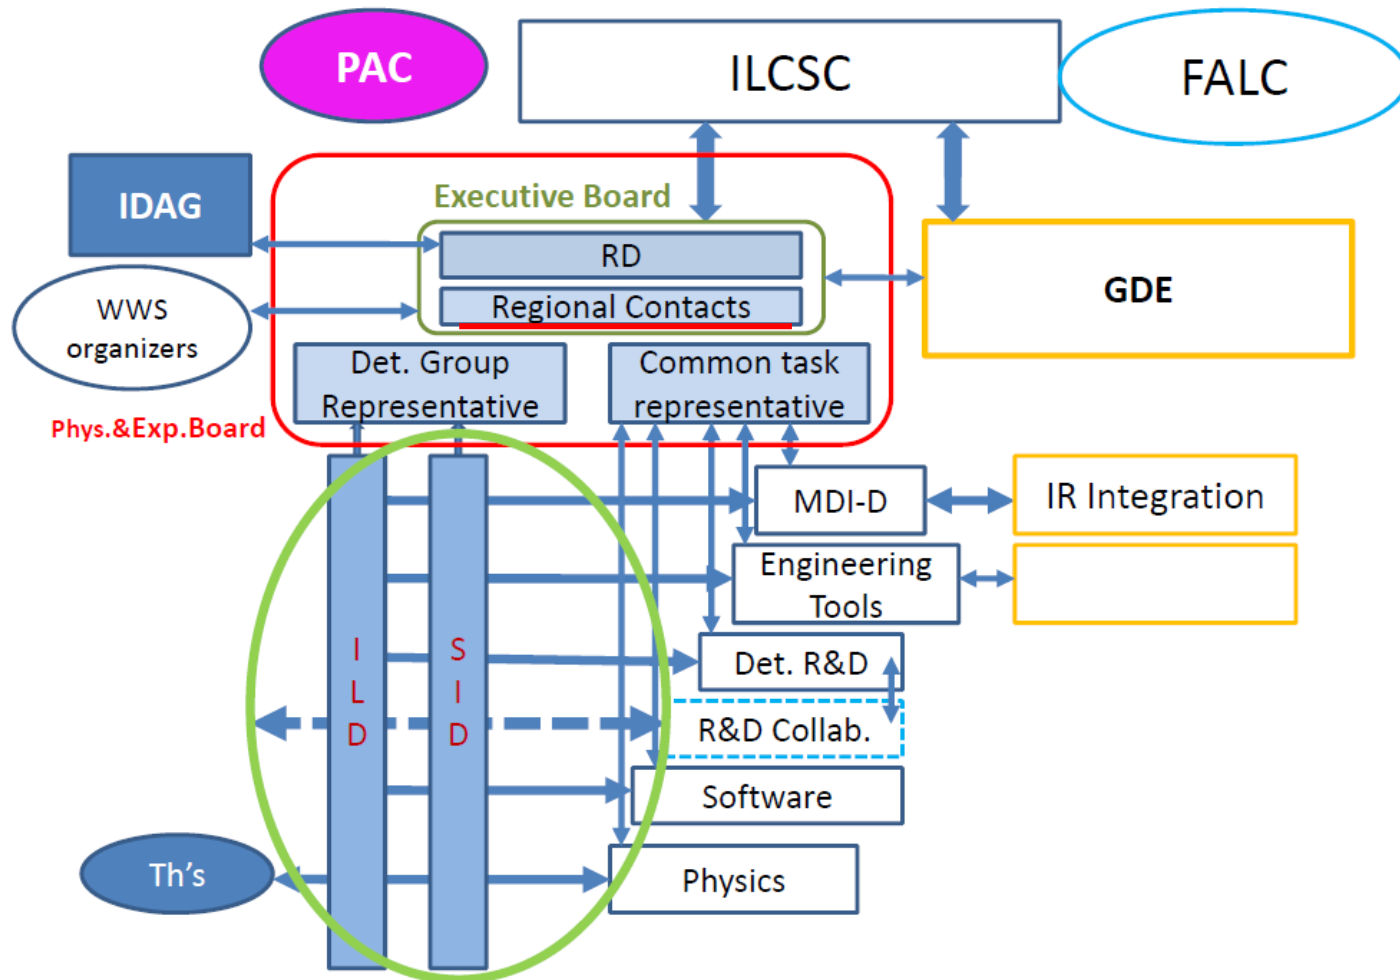 PAC
ILCSC
FALC
IDAG
Executive Board
RD
Regional Contacts
GDE
WWS
organizers
Det. Group
Representative
Common task
representative
Phys.&Exp.Board
MDI-D
IR Integration
Engineering
Tools
I
L
D
S
I
D
Det. R&D
R&D Collab.
Software
Th's
Physics